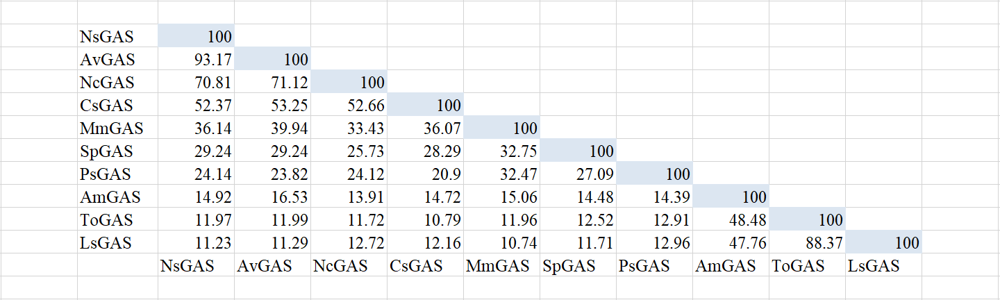 NsGAS 100
AvGAS 93.17 100
NcGAS 70.81 71.12 100
CsGAS 52.37 53.25 52.66 100
MmGAS 36.14 39.94 33.43 36.07 100
SpGAS 29.24 29.24 25.73 28.29 32.75 100
PsGAS 24.14 23.82 24.12 20.9 32.47 27.09 100
AmGAS 14.92 16.53 13.91 14.72 15.06 14.48 14.39 100
ToGAS 11.97 11.99 11.72 10.79 11.96 12.52 12.91 48.48 100
LsGAS 11.23 11.29 12.72 12.16 10.74 11.71 12.96 47.76 88.37 100
NsGAS AvGAS NcGAS CsGAS MmGAS SpGAS PsGAS AmGAS ToGAS LsGAS